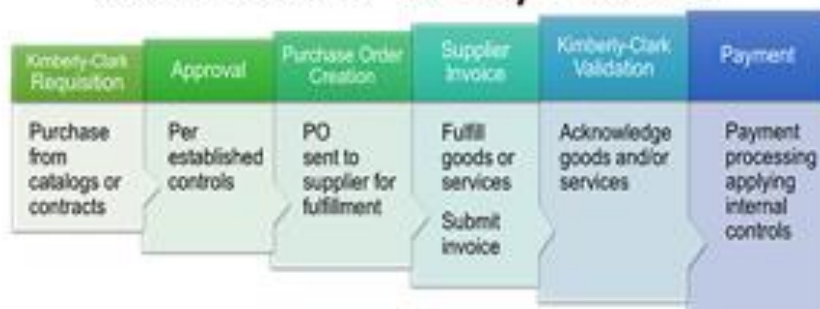 Kimberly-Clark
Requisition
Purchase
from
catalogs or
contracts
Approval
Per
established
controls
Purchase Order
Creation
PO
sent to
supplier for
fulfillment
Supplier
Invoice
Fulfill
goods or
services
Submit
invoice
Kimberly-Clark
Validation
Acknowledge
goods and/or
services
Payment
Payment
processing
applying
internal
controls